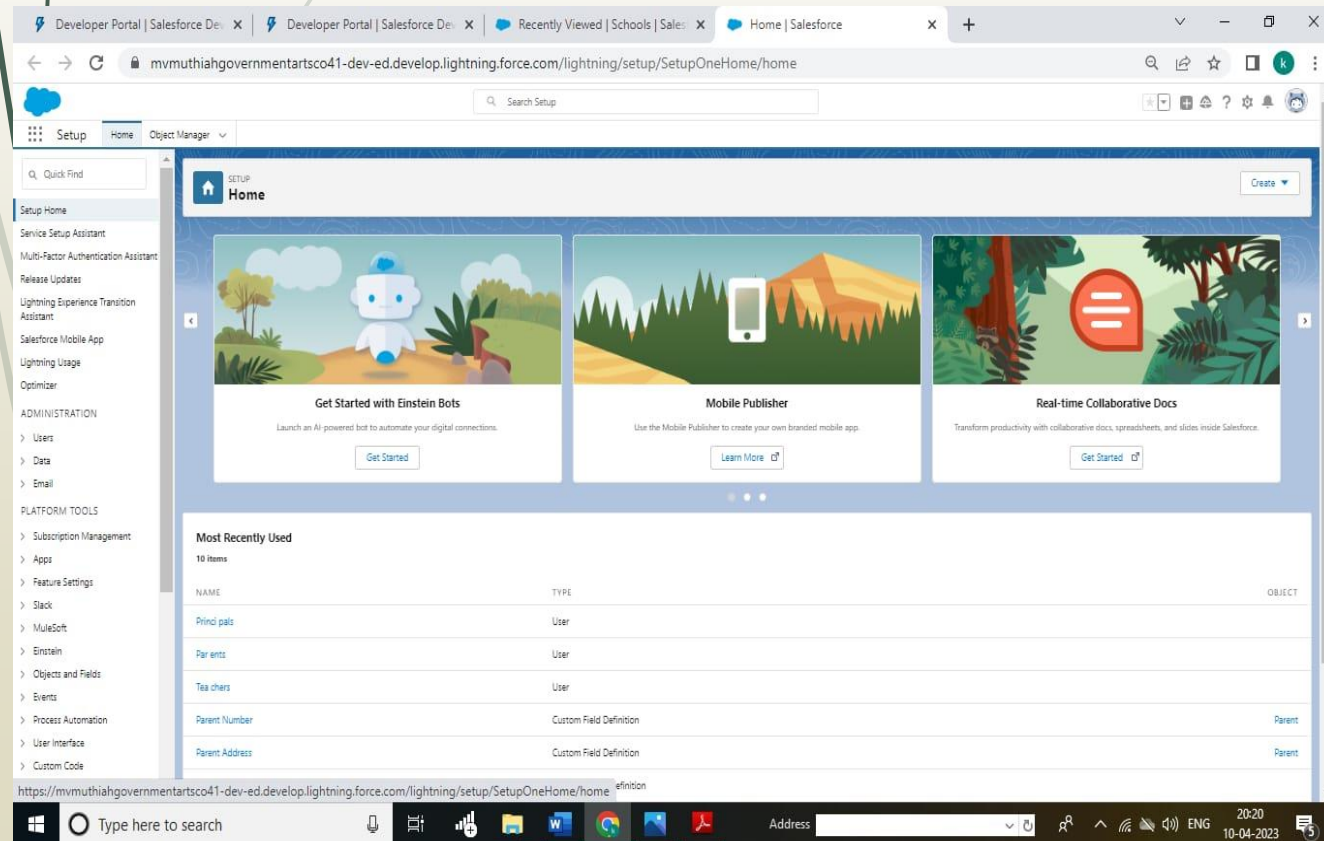 Developer Portal | Salesforce Dev
Developer Portal | Salesforce Dev
Recently Viewed | Schools | Sales
Home | Salesforce
mvmuthiahgovernmentartsco41-dev-ed.develop.lightning.force.com/lightning/setup/SetupOneHome/home
k
Search Setup
Setup
Home
Object Manager
Quick Find
SETUP
Home
Create
Setup Home
Service Setup Assistant
Multi-Factor Authentication Assistant
Release Updates
Lightning Experience Transition
Assistant
Salesforce Mobile App
Lightning Usage
Optimizer
ADMINISTRATION
Users
Data
Email
PLATFORM TOOLS
Subscription Management
Apps
Feature Settings
Slack
MuleSoft
Einstein
Objects and Fields
Events
Process Automation
User Interface
Custom Code
Get Started with Einstein Bots
Launch an AI-powered bot to automate your digital connections.
Get Started
Mobile Publisher
Use the Mobile Publisher to create your own branded mobile app.
Learn More
Real-time Collaborative Docs
Transform productivity with collaborative docs, spreadsheets, and slides inside Salesforce.
Get Started
Most Recently Used
10 items
NAME TYPE OBJECT
Princi pals User
Par ents User
Tea chers User
Parent Number Custom Field Definition Parent
Parent Address Custom Field Definition Parent
efinition
https://mvmuthiahgovernmentartsco41-dev-ed.develop.lightning.force.com/lightning/setup/SetupOneHome/home
Type here to search
Address
ENG
20:20
10-04-2023
5